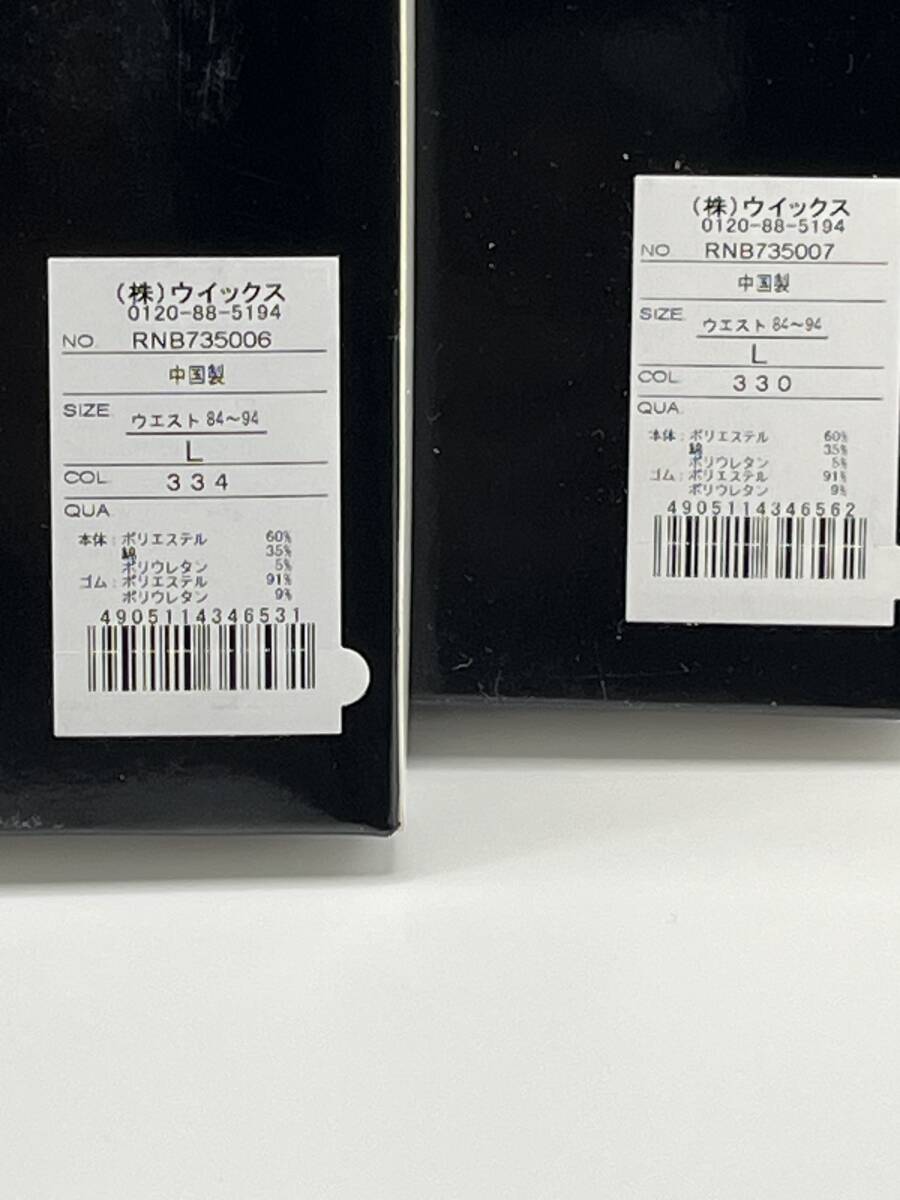 (株)ウイックス
0120-88-5194
NO. RNB735006
中国製
SIZE
ウエスト 84～94
L
COL 334
QUA.
本体：ポリエステル 60%
綿 35%
ポリウレタン 5%
ゴム：ポリエステル 91%
ポリウレタン 9%
4905114346531
(株)ウイックス
0120-88-5194
NO. RNB735007
中国製
SIZE
ウエスト 84～94
L
COL 330
QUA.
本体：ポリエステル 60%
綿 35%
ポリウレタン 5%
ゴム：ポリエステル 91%
ポリウレタン 9%
4905114346562